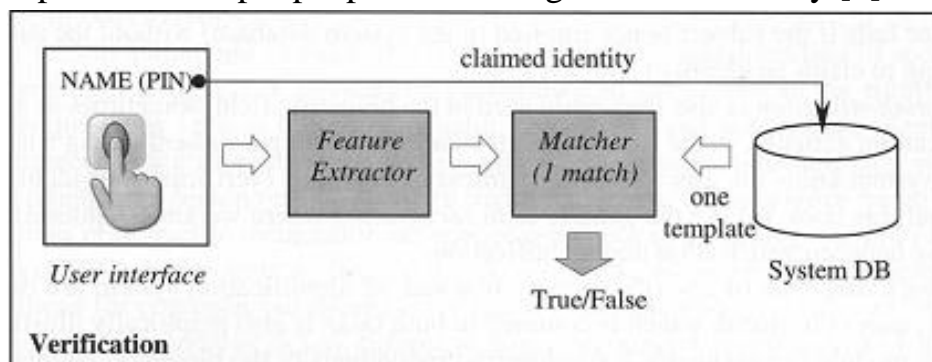 claimed identity
NAME (PIN)
Feature
Extractor
Matcher
(1 match)
one
template
User interface
System DB
True/False
Verification